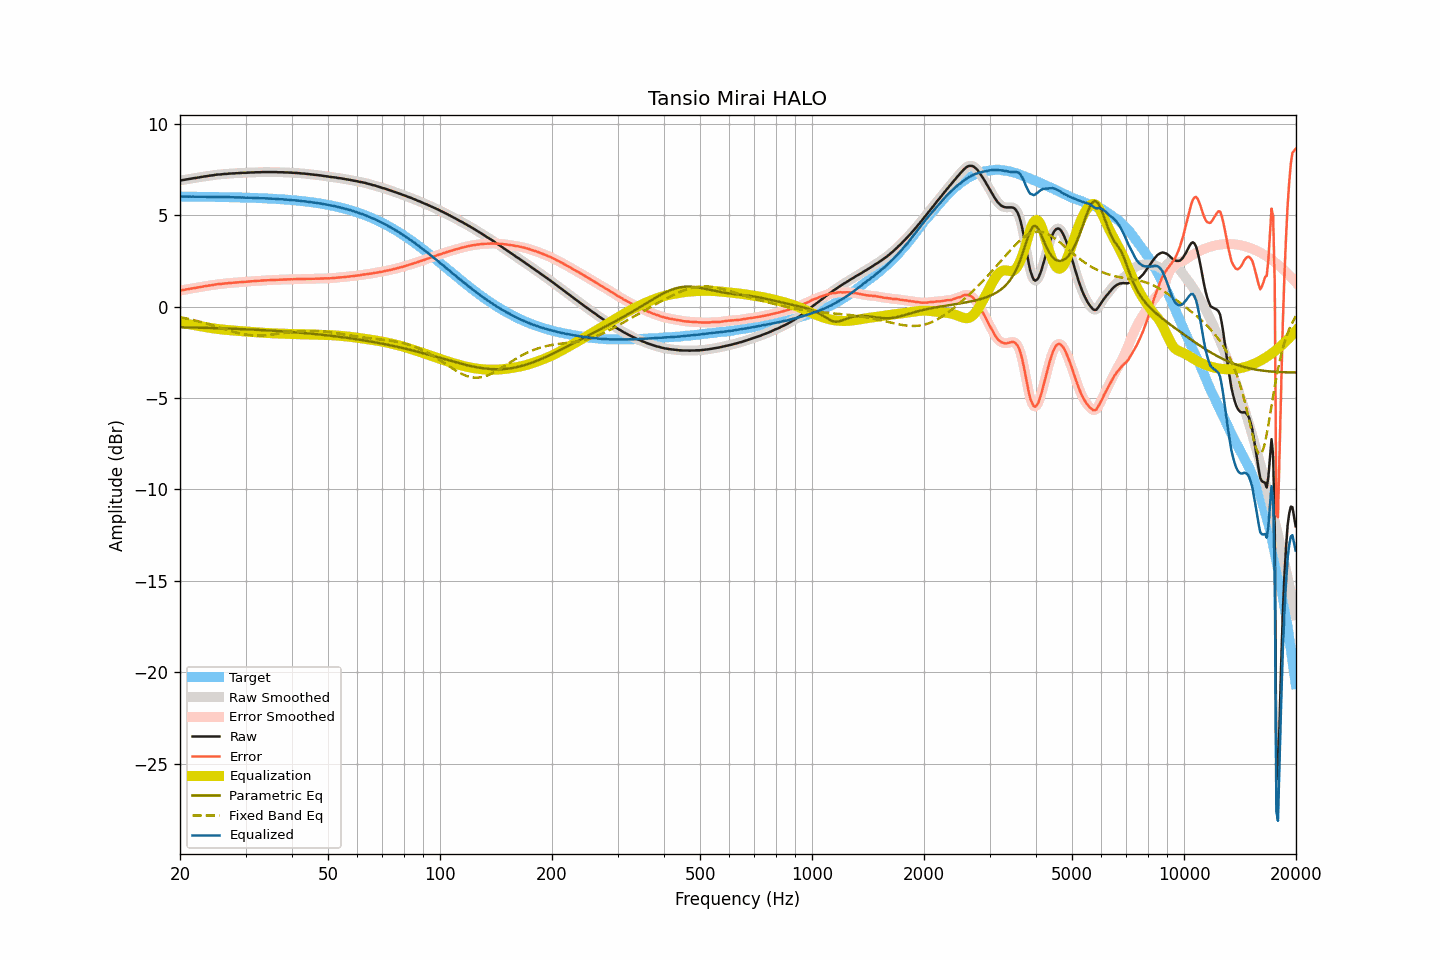 Tansio Mirai HALO
10
5
0
−5
−10
−15
−20
−25
Amplitude (dBr)
Target
Raw Smoothed
Error Smoothed
Raw
Error
Equalization
Parametric Eq
Fixed Band Eq
Equalized
20 50 100 200 500 1000 2000 5000 10000 20000
Frequency (Hz)